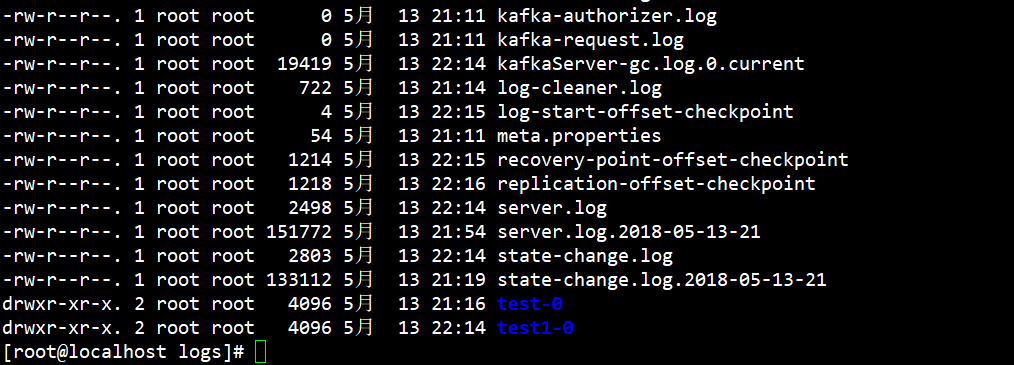 -rw-r--r--. 1 root root      0 5月  13 21:11 kafka-authorizer.log
-rw-r--r--. 1 root root      0 5月  13 21:11 kafka-request.log
-rw-r--r--. 1 root root  19419 5月  13 22:14 kafkaServer-gc.log.0.current
-rw-r--r--. 1 root root    722 5月  13 21:14 log-cleaner.log
-rw-r--r--. 1 root root      4 5月  13 22:15 log-start-offset-checkpoint
-rw-r--r--. 1 root root     54 5月  13 21:11 meta.properties
-rw-r--r--. 1 root root   1214 5月  13 22:15 recovery-point-offset-checkpoint
-rw-r--r--. 1 root root   1218 5月  13 22:16 replication-offset-checkpoint
-rw-r--r--. 1 root root   2498 5月  13 22:14 server.log
-rw-r--r--. 1 root root 151772 5月  13 21:54 server.log.2018-05-13-21
-rw-r--r--. 1 root root   2803 5月  13 22:14 state-change.log
-rw-r--r--. 1 root root 133112 5月  13 21:19 state-change.log.2018-05-13-21
drwxr-xr-x. 2 root root   4096 5月  13 21:16 test-0
drwxr-xr-x. 2 root root   4096 5月  13 22:14 test1-0
[root@localhost logs]#